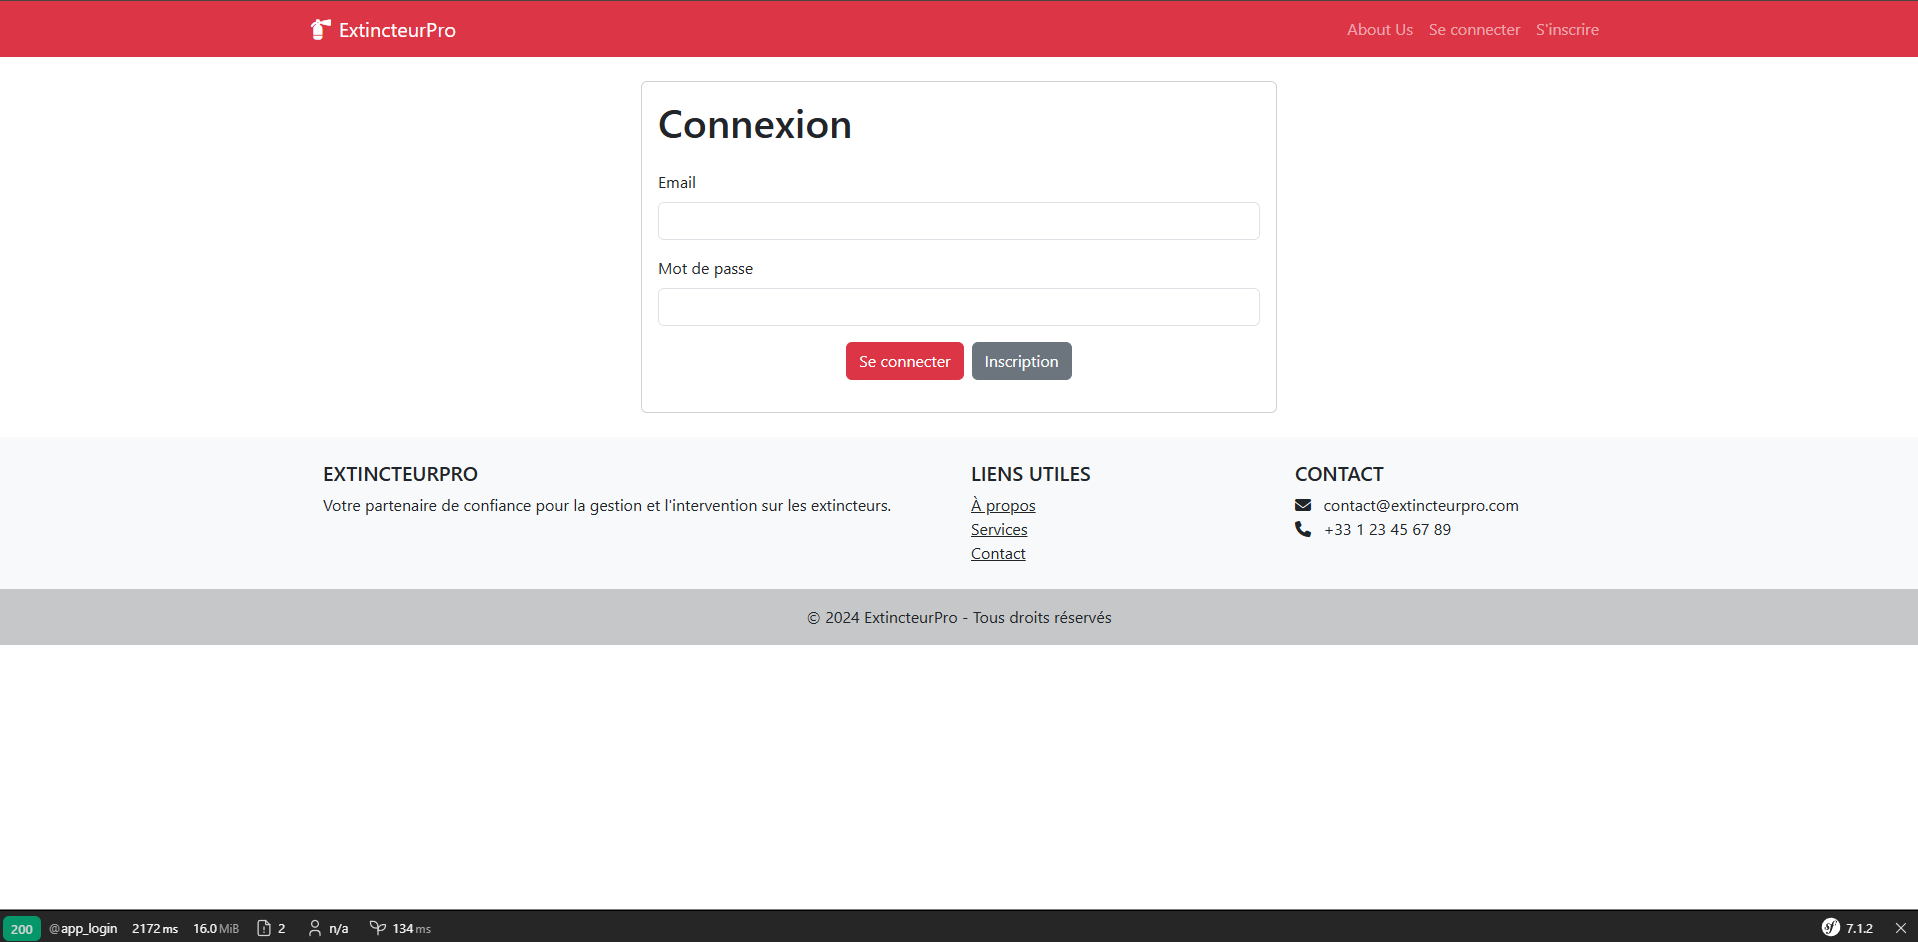 ExtincteurPro About Us Se connecter S'inscrire
Connexion
Email
Mot de passe
Se connecter Inscription
EXTINCTEURPRO
Votre partenaire de confiance pour la gestion et l'intervention sur les extincteurs.
LIENS UTILES
À propos
Services
Contact
CONTACT
contact@extincteurpro.com
+33 1 23 45 67 89
© 2024 ExtincteurPro - Tous droits réservés
200 @app_login 2172 ms 16.0 MiB 2 n/a 134 ms sf 7.1.2